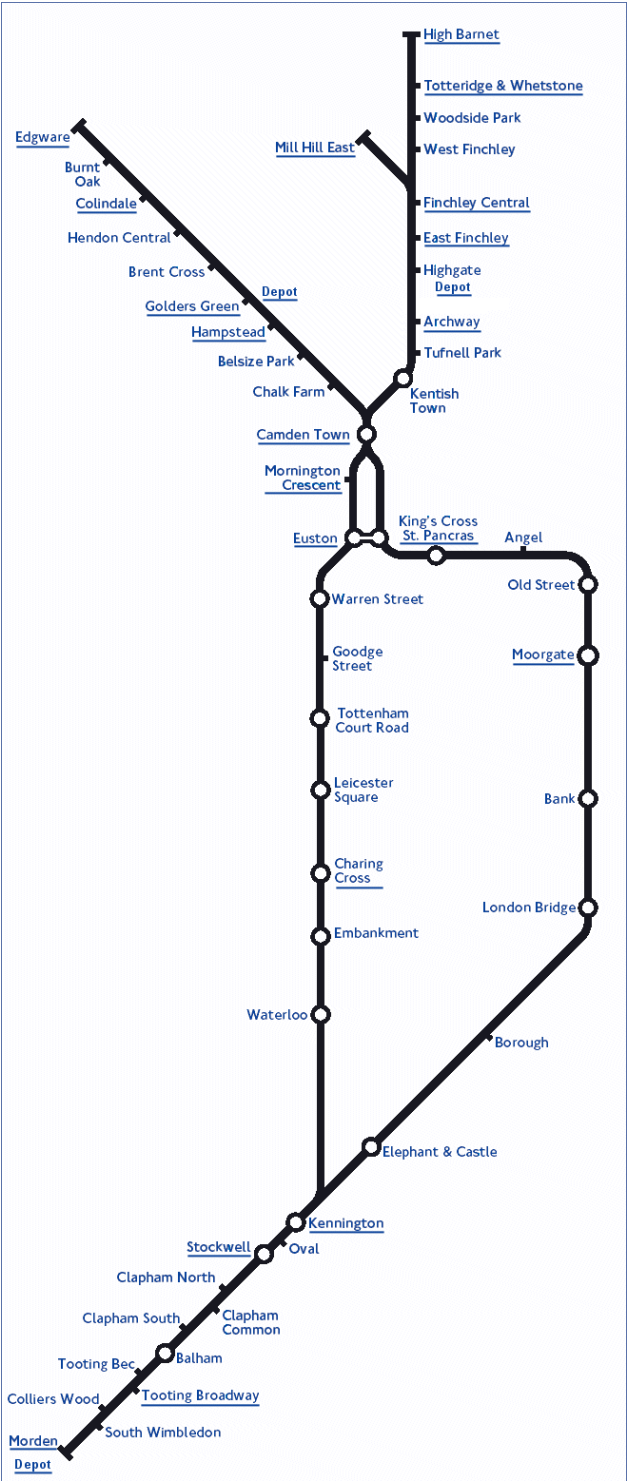 High Barnet
Totteridge & Whetstone
Woodside Park
Edgware
Mill Hill East
West Finchley
Burnt
Oak
Colindale
Finchley Central
Hendon Central
East Finchley
Brent Cross
Highgate
Depot
Depot
Golders Green
Hampstead
Archway
Belsize Park
Tufnell Park
Chalk Farm
Kentish
Town
Camden Town
Mornington
Crescent
King's Cross
St. Pancras
Euston
Angel
Old Street
Warren Street
Goodge
Street
Moorgate
Tottenham
Court Road
Leicester
Square
Bank
Charing
Cross
London Bridge
Embankment
Waterloo
Borough
Elephant & Castle
Kennington
Stockwell
Oval
Clapham North
Clapham South
Clapham
Common
Tooting Bec
Balham
Colliers Wood
Tooting Broadway
South Wimbledon
Morden
Depot